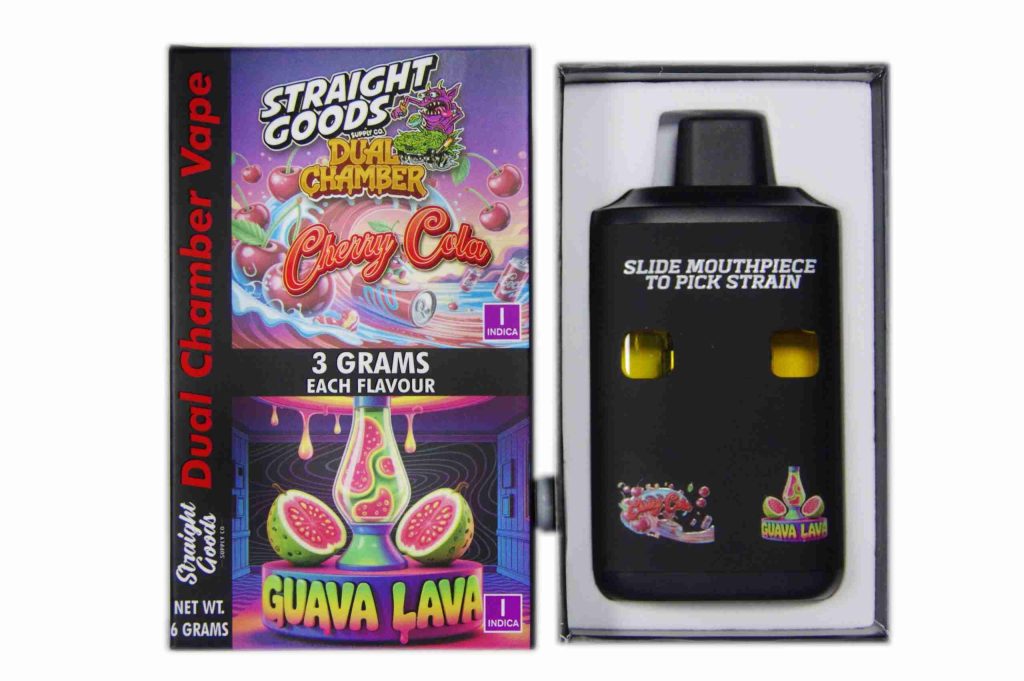 Dual Chamber Vape
Straight
Goods
SUPPLY CO
NET WT.
6 GRAMS
STRAIGHT
GOODS
SUPPLY CO.
DUAL
CHAMBER
Cherry Cola
I
INDICA
3 GRAMS
EACH FLAVOUR
GUAVA LAVA
I
INDICA
SLIDE MOUTHPIECE
TO PICK STRAIN
Cherry Cola
GUAVA LAVA